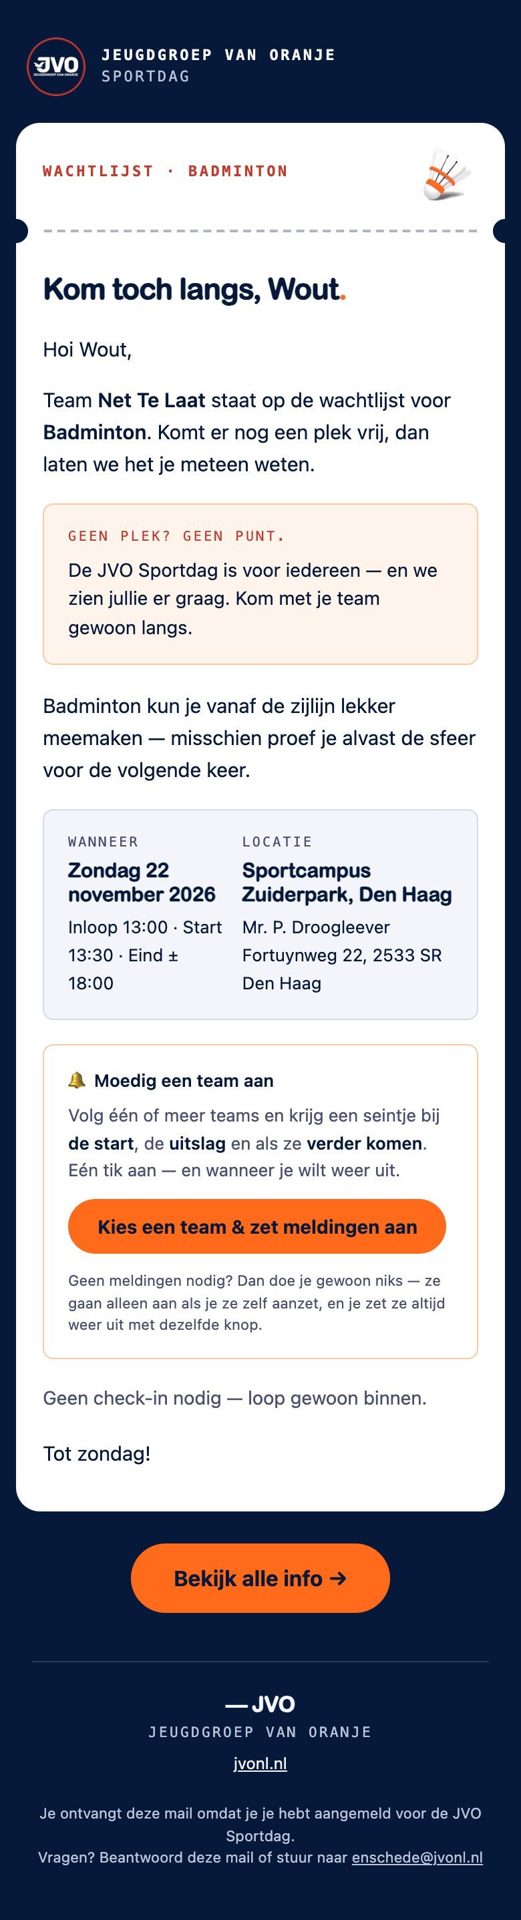 JVO
JEUGDGROEP VAN ORANJE
JEUGDGROEP VAN ORANJE
SPORTDAG
WACHTLIJST · BADMINTON
Kom toch langs, Wout.
Hoi Wout,
Team Net Te Laat staat op de wachtlijst voor
Badminton. Komt er nog een plek vrij, dan
laten we het je meteen weten.
GEEN PLEK? GEEN PUNT.
De JVO Sportdag is voor iedereen — en we
zien jullie er graag. Kom met je team
gewoon langs.
Badminton kun je vanaf de zijlijn lekker
meemaken — misschien proef je alvast de sfeer
voor de volgende keer.
WANNEER
Zondag 22
november 2026
Inloop 13:00 · Start
13:30 · Eind ±
18:00
LOCATIE
Sportcampus
Zuiderpark, Den Haag
Mr. P. Droogleever
Fortuynweg 22, 2533 SR
Den Haag
🔔 Moedig een team aan
Volg één of meer teams en krijg een seintje bij
de start, de uitslag en als ze verder komen.
Eén tik aan — en wanneer je wilt weer uit.
Kies een team & zet meldingen aan
Geen meldingen nodig? Dan doe je gewoon niks — ze
gaan alleen aan als je ze zelf aanzet, en je zet ze altijd
weer uit met dezelfde knop.
Geen check-in nodig — loop gewoon binnen.
Tot zondag!
Bekijk alle info →
— JVO
JEUGDGROEP VAN ORANJE
jvonl.nl
Je ontvangt deze mail omdat je je hebt aangemeld voor de JVO
Sportdag.
Vragen? Beantwoord deze mail of stuur naar enschede@jvonl.nl